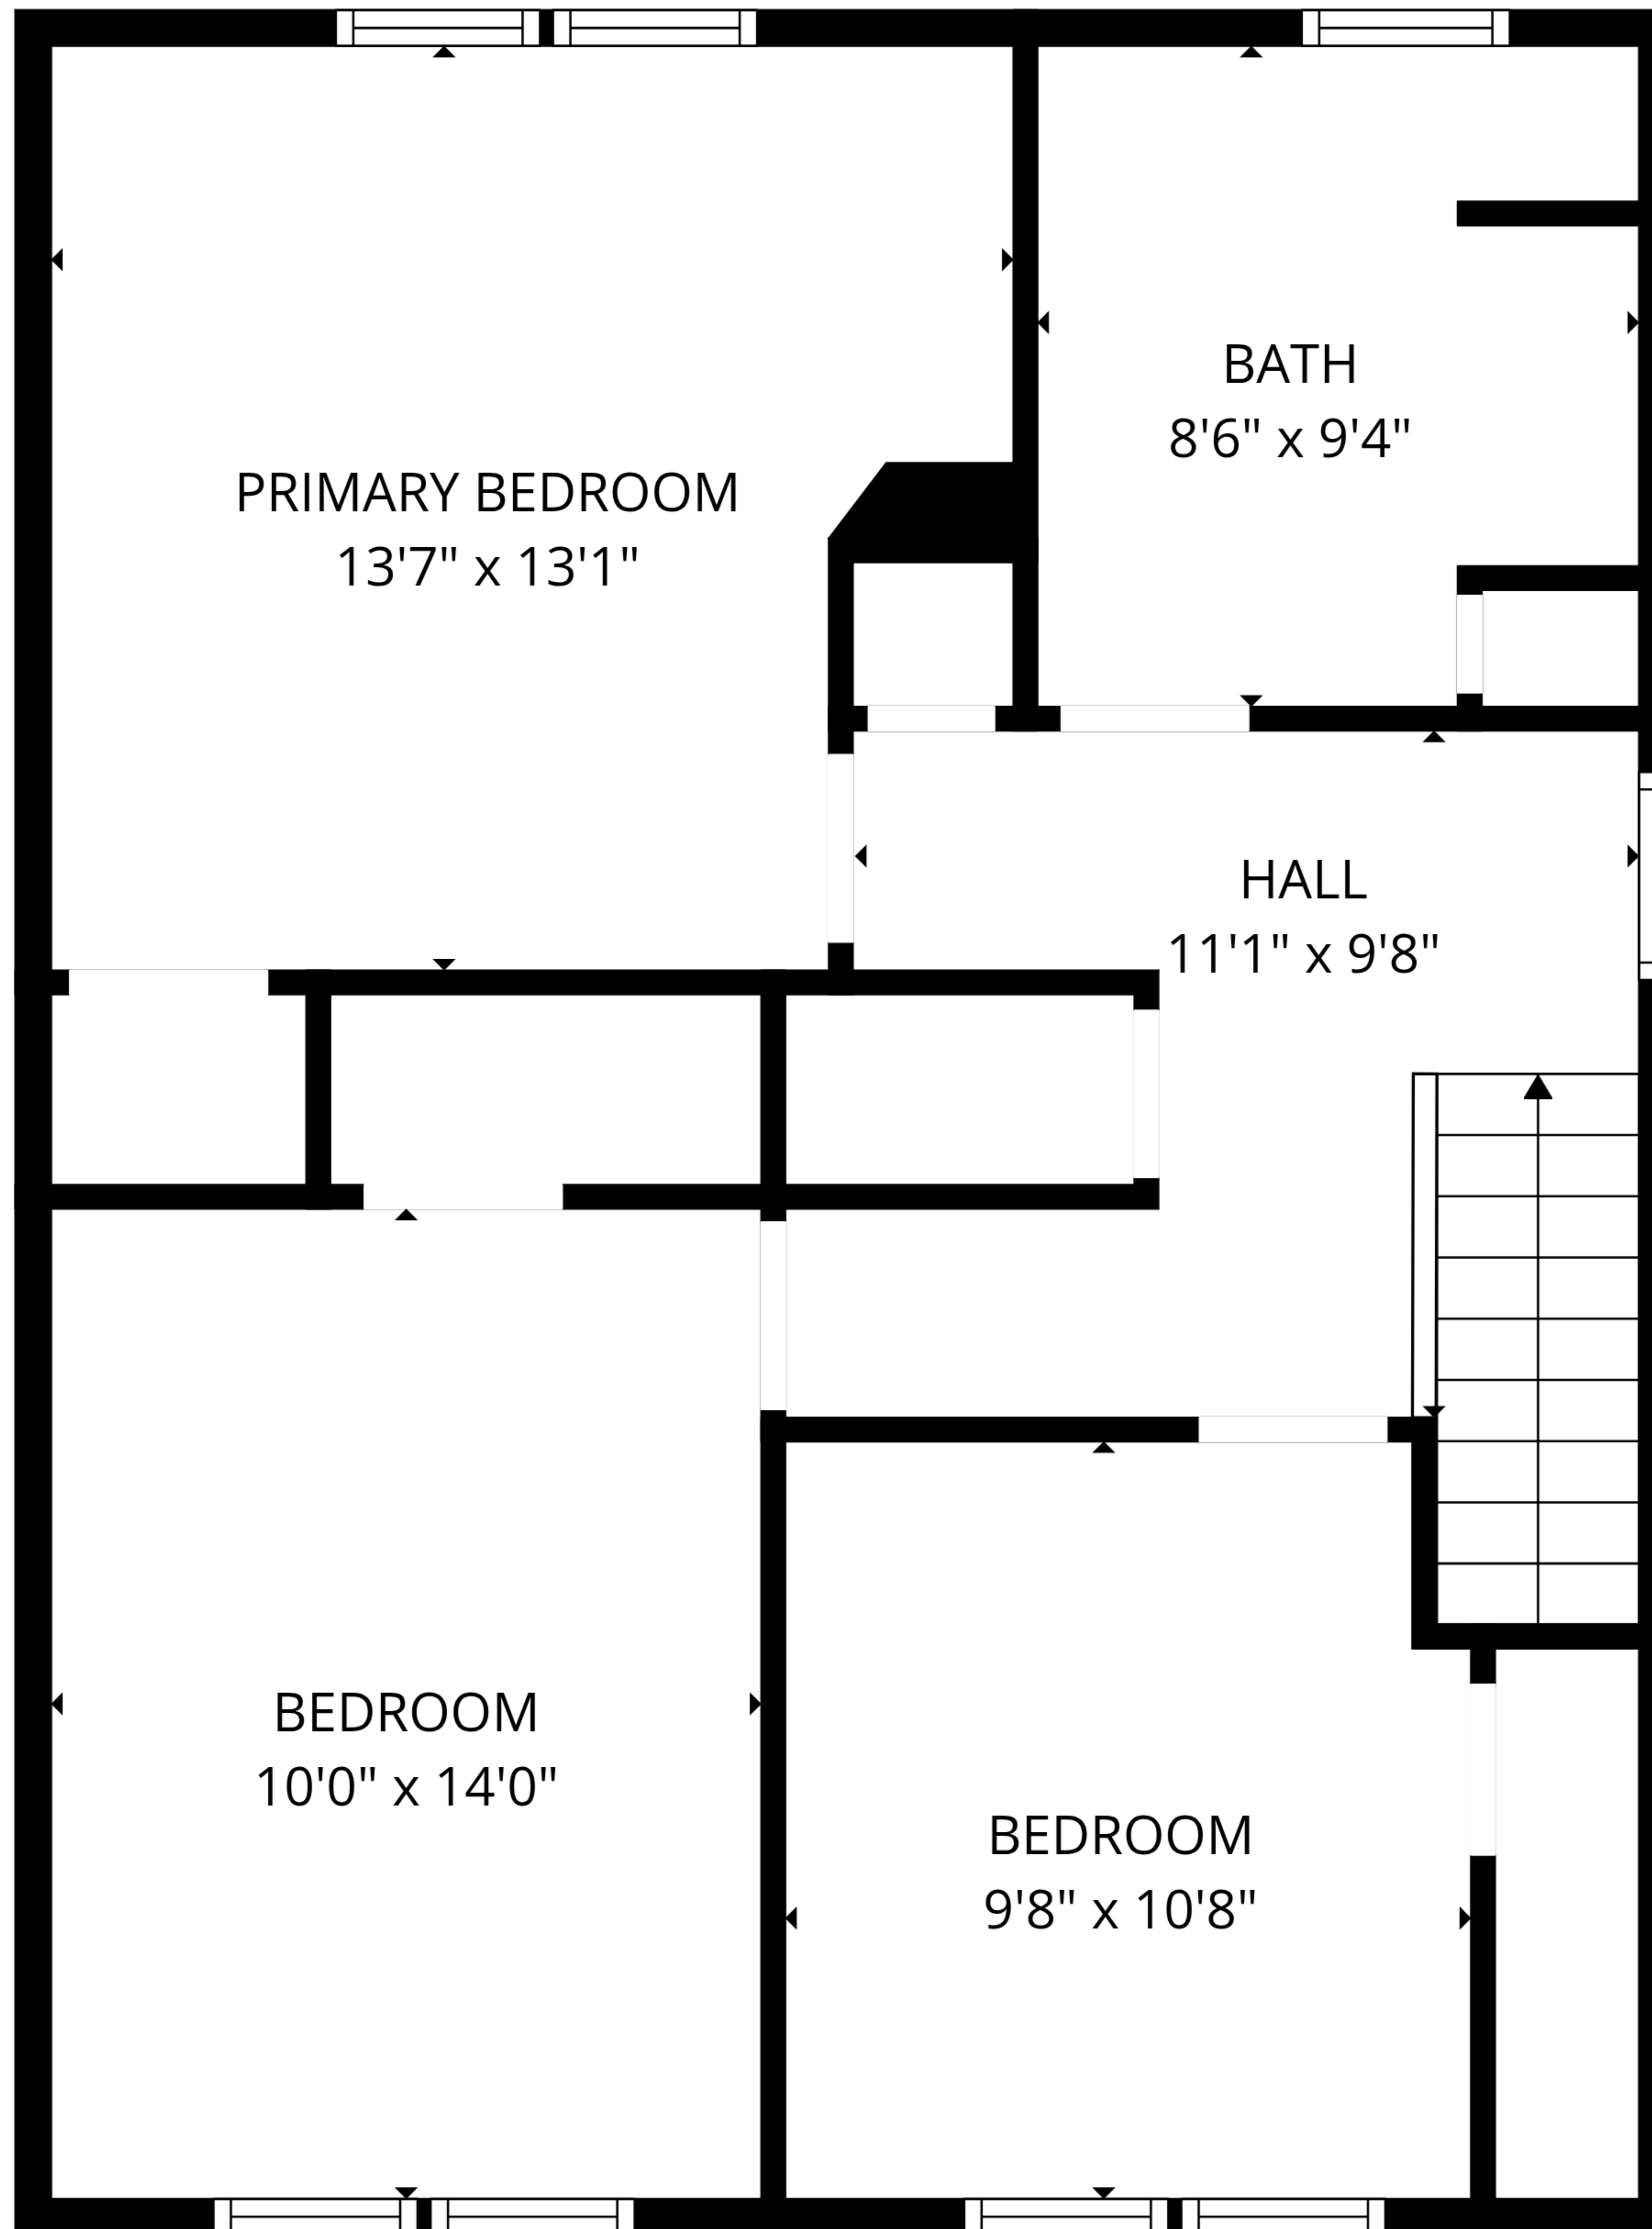 BATH
8'6" x 9'4"
PRIMARY BEDROOM
13'7" x 13'1"
HALL
11'1" x 9'8"
BEDROOM
10'0" x 14'0"
BEDROOM
9'8" x 10'8"